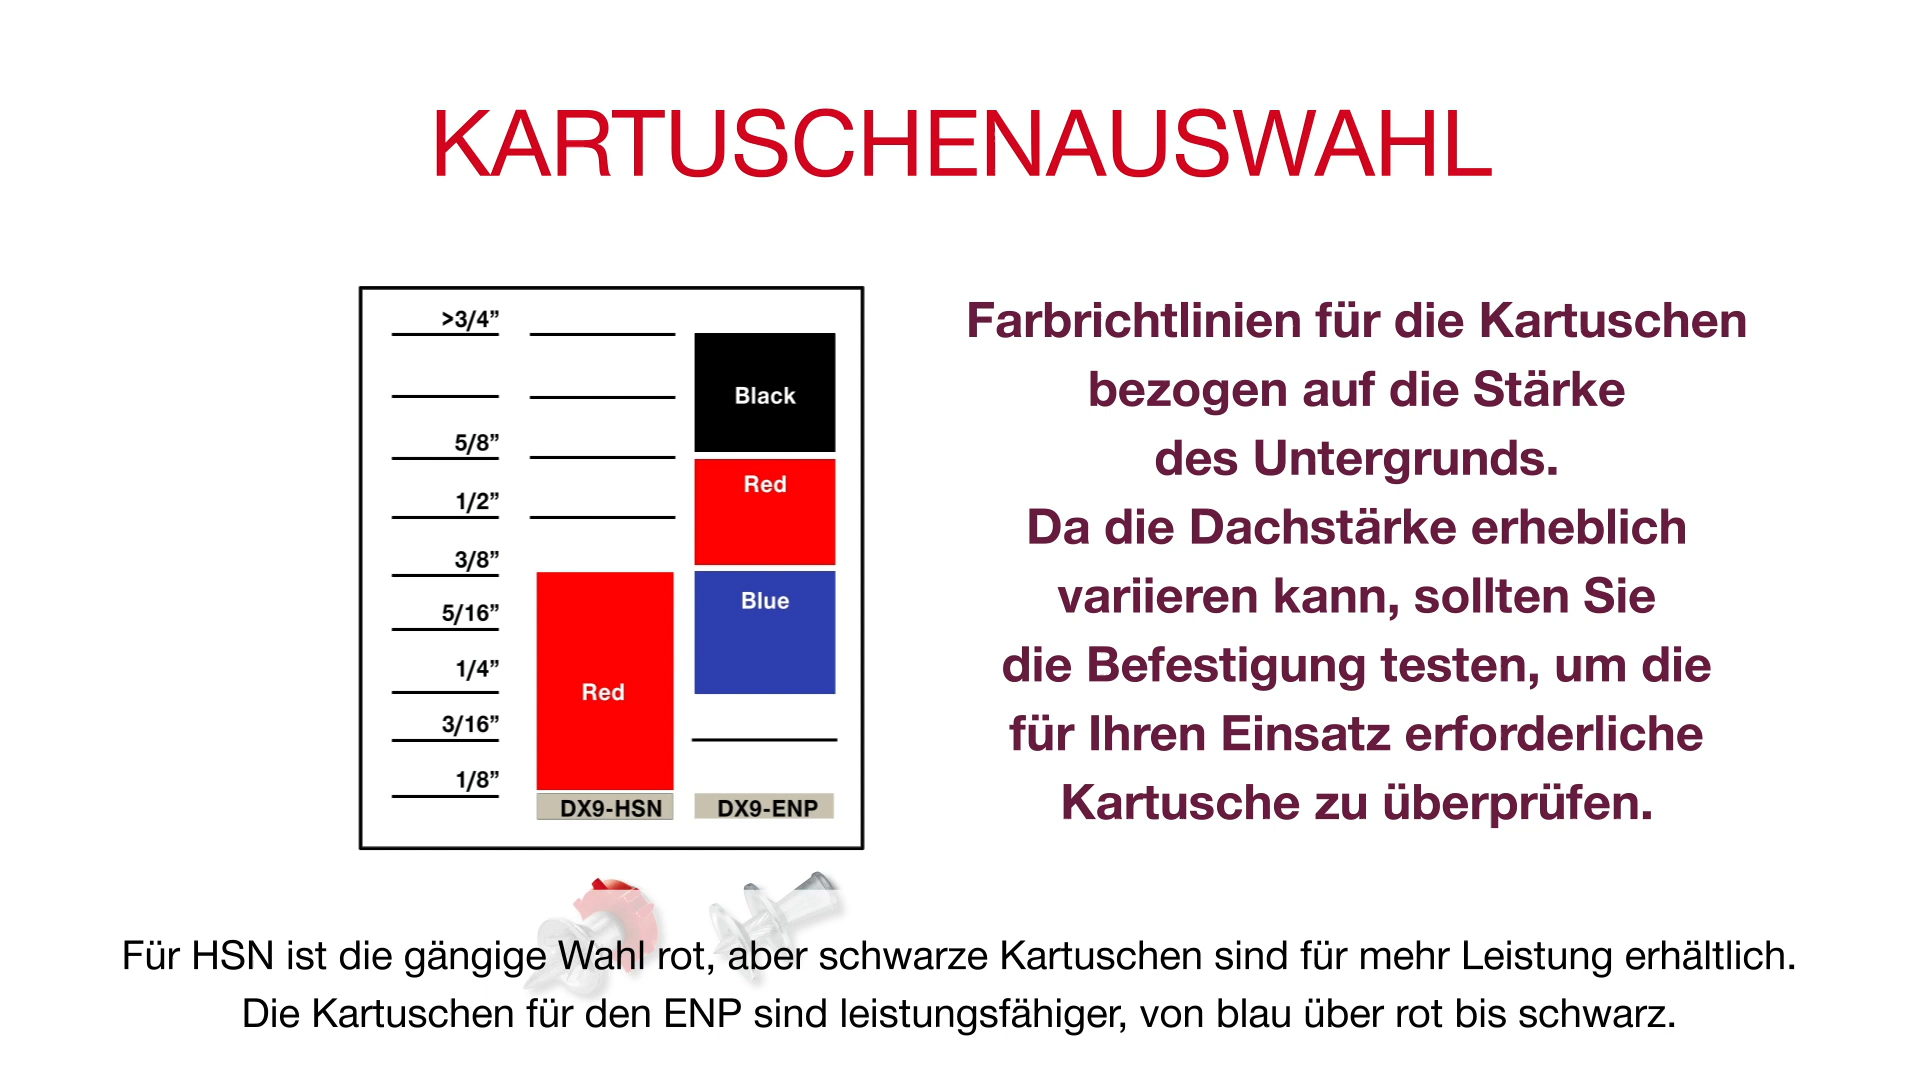 KARTUSCHENAUSWAHL
>3/4”
5/8”
1/2”
3/8”
5/16”
1/4”
3/16”
1/8”
Black
Red
Blue
Red
DX9-HSN
DX9-ENP
Farbrichtlinien für die Kartuschen
bezogen auf die Stärke
des Untergrunds.
Da die Dachstärke erheblich
variieren kann, sollten Sie
die Befestigung testen, um die
für Ihren Einsatz erforderliche
Kartusche zu überprüfen.
Für HSN ist die gängige Wahl rot, aber schwarze Kartuschen sind für mehr Leistung erhältlich.
Die Kartuschen für den ENP sind leistungsfähiger, von blau über rot bis schwarz.